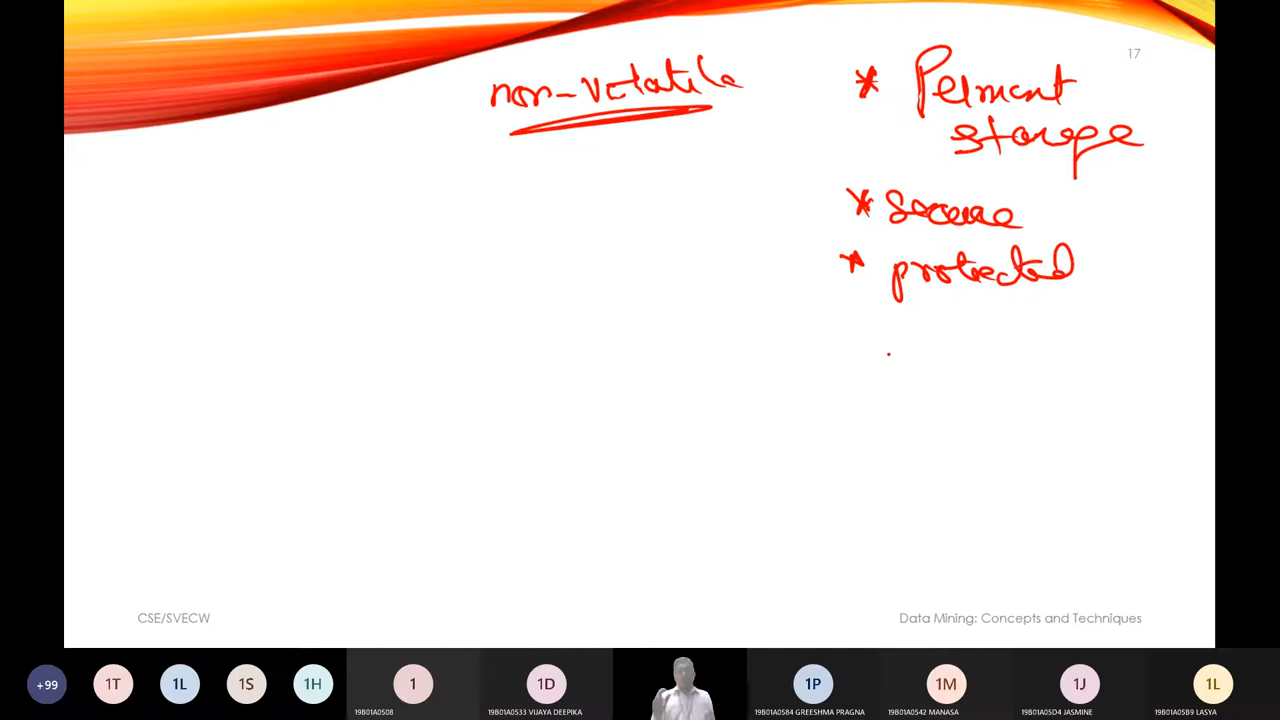 17
non-volatile
* Permant
storage
* Secure
* protected
CSE/SVECW
Data Mining: Concepts and Techniques
+99
1T
1L
1S
1H
1
1D
1P
1M
1J
1L
19B01A0508
19B01A0533 VIJAYA DEEPIKA
19B01A0584 GREESHMA PRAGNA
19B01A0542 MANASA
19B01A05D4 JASMINE
19B01A05B9 LASYA